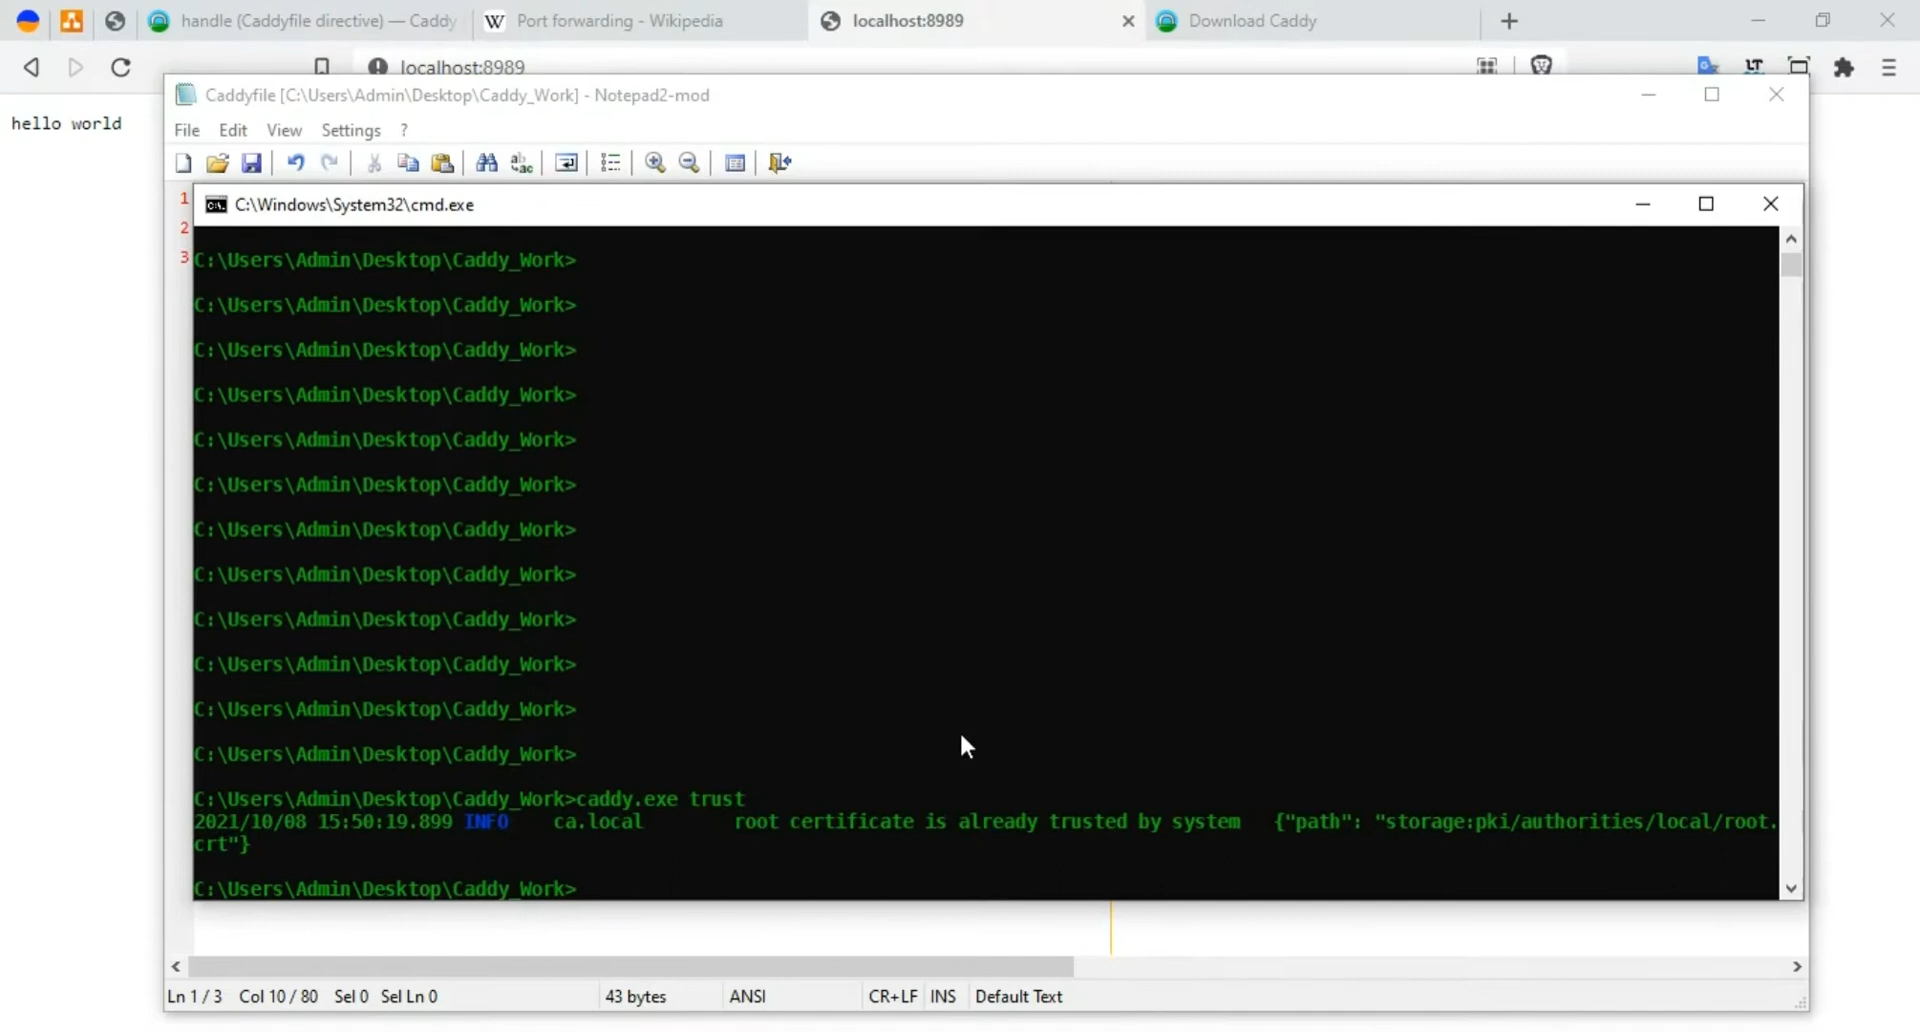 handle (Caddyfile directive) — Caddy
Port forwarding - Wikipedia
localhost:8989
Download Caddy
localhost:8989
hello world
Caddyfile [C:\Users\Admin\Desktop\Caddy_Work] - Notepad2-mod
File Edit View Settings ?
1
2
3
C:\Windows\System32\cmd.exe
C:\Users\Admin\Desktop\Caddy_Work>
C:\Users\Admin\Desktop\Caddy_Work>
C:\Users\Admin\Desktop\Caddy_Work>
C:\Users\Admin\Desktop\Caddy_Work>
C:\Users\Admin\Desktop\Caddy_Work>
C:\Users\Admin\Desktop\Caddy_Work>
C:\Users\Admin\Desktop\Caddy_Work>
C:\Users\Admin\Desktop\Caddy_Work>
C:\Users\Admin\Desktop\Caddy_Work>
C:\Users\Admin\Desktop\Caddy_Work>
C:\Users\Admin\Desktop\Caddy_Work>
C:\Users\Admin\Desktop\Caddy_Work>
C:\Users\Admin\Desktop\Caddy_Work>caddy.exe trust
2021/10/08 15:50:19.899 INFO ca.local root certificate is already trusted by system {"path": "storage:pki/authorities/local/root.
crt"}
C:\Users\Admin\Desktop\Caddy_Work>
Ln 1 / 3 Col 10 / 80 Sel 0 Sel Ln 0 43 bytes ANSI CR+LF INS Default Text